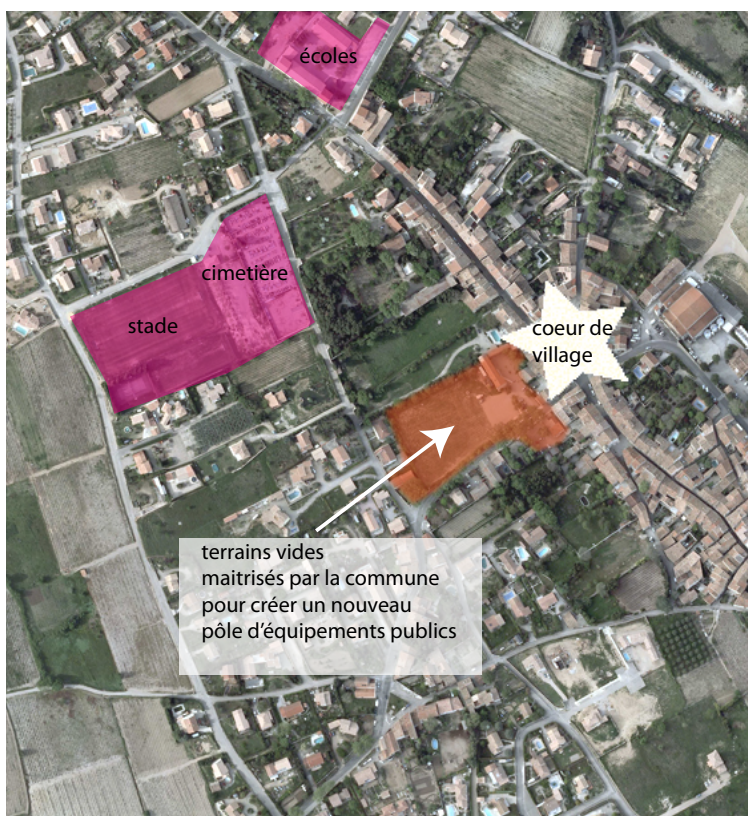 écoles
cimetière
stade
coeur de
village
terrains vides
maitrisés par la commune
pour créer un nouveau
pôle d'équipements publics